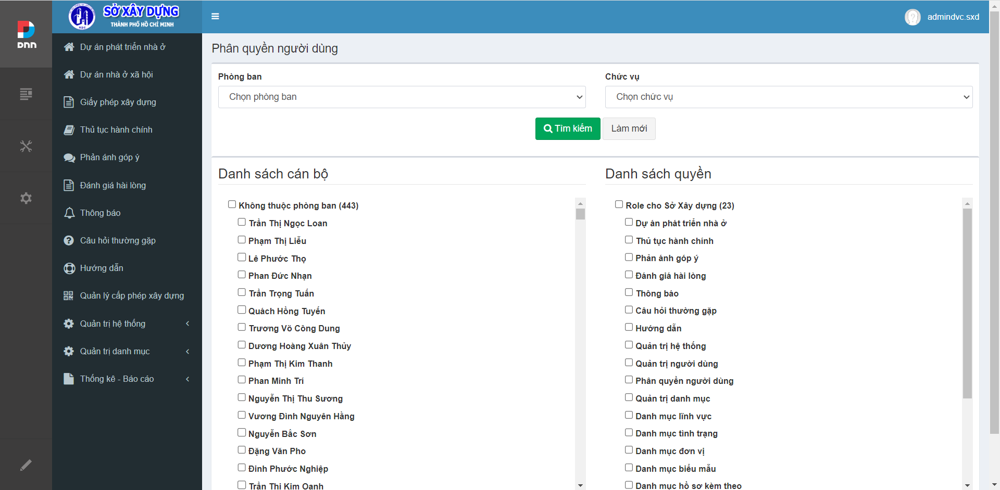 DNN
SỞ XÂY DỰNG
THÀNH PHỐ HỒ CHÍ MINH
admindvc.sxd
Dự án phát triển nhà ở
Dự án nhà ở xã hội
Giấy phép xây dựng
Thủ tục hành chính
Phản ánh góp ý
Đánh giá hài lòng
Thông báo
Câu hỏi thường gặp
Hướng dẫn
Quản lý cấp phép xây dựng
Quản trị hệ thống
Quản trị danh mục
Thống kê - Báo cáo
Phân quyền người dùng
Phòng ban
Chọn phòng ban
Chức vụ
Chọn chức vụ
Tìm kiếm
Làm mới
Danh sách cán bộ
Không thuộc phòng ban (443)
Trần Thị Ngọc Loan
Phạm Thị Liễu
Lê Phước Thọ
Phan Đức Nhạn
Trần Trọng Tuấn
Quách Hồng Tuyến
Trương Võ Công Dung
Dương Hoàng Xuân Thủy
Phạm Thị Kim Thanh
Phan Minh Trí
Nguyễn Thị Thu Sương
Vương Đình Nguyên Hằng
Nguyễn Bắc Sơn
Đặng Văn Pho
Đinh Phước Nghiệp
Trần Thị Kim Oanh
Danh sách quyền
Role cho Sở Xây dựng (23)
Dự án phát triển nhà ở
Thủ tục hành chính
Phản ánh góp ý
Đánh giá hài lòng
Thông báo
Câu hỏi thường gặp
Hướng dẫn
Quản trị hệ thống
Quản trị người dùng
Phân quyền người dùng
Quản trị danh mục
Danh mục lĩnh vực
Danh mục tình trạng
Danh mục đơn vị
Danh mục biểu mẫu
Danh mục hồ sơ kèm theo